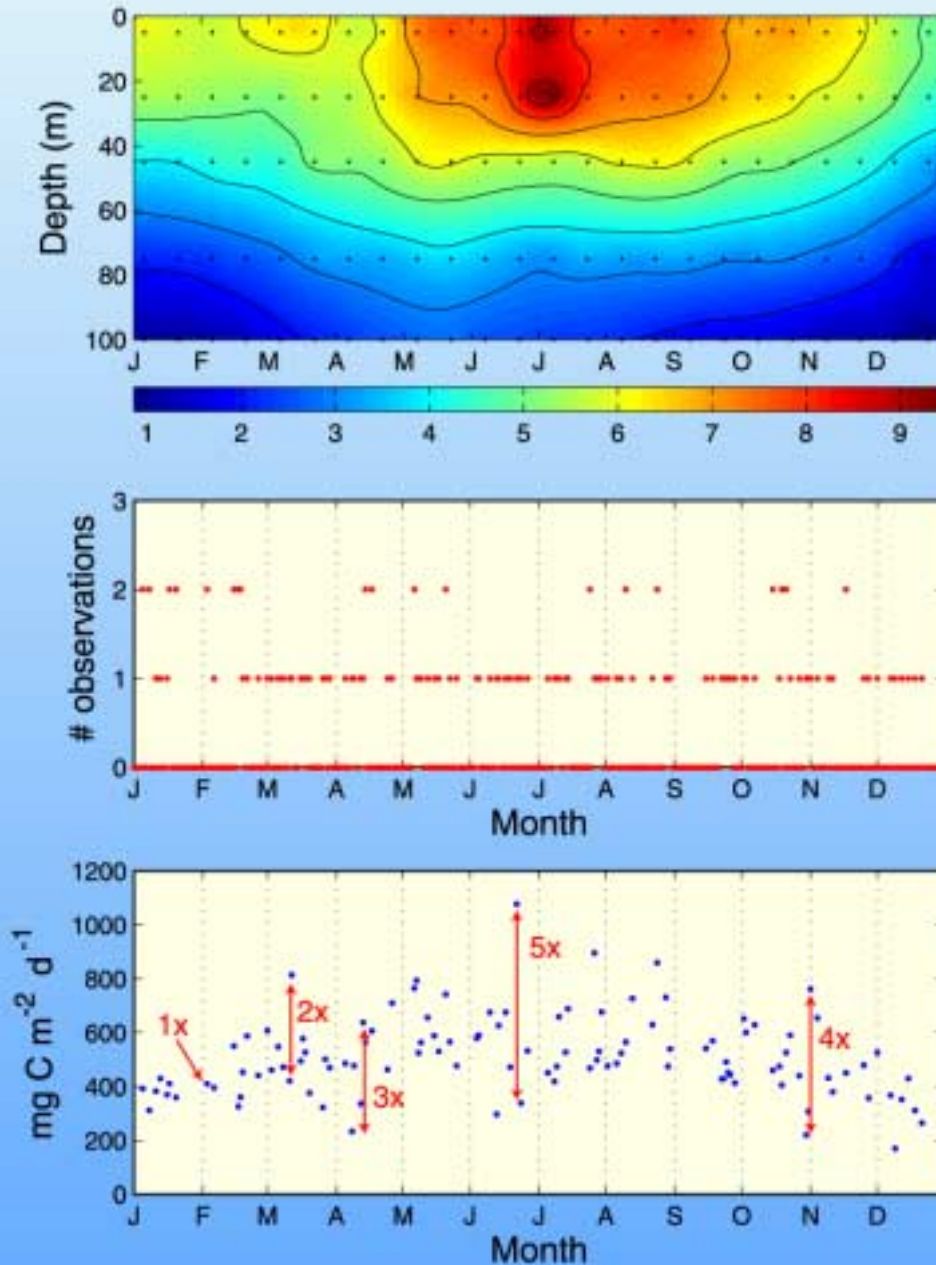 0
20
40
60
80
100
Depth (m)
J F M A M J J A S O N D
1 2 3 4 5 6 7 8 9
3
2
1
0
# observations
J F M A M J J A S O N D
Month
1200
1000
800
600
400
200
0
mg C m⁻² d⁻¹
1x
2x
3x
5x
4x
J F M A M J J A S O N D
Month